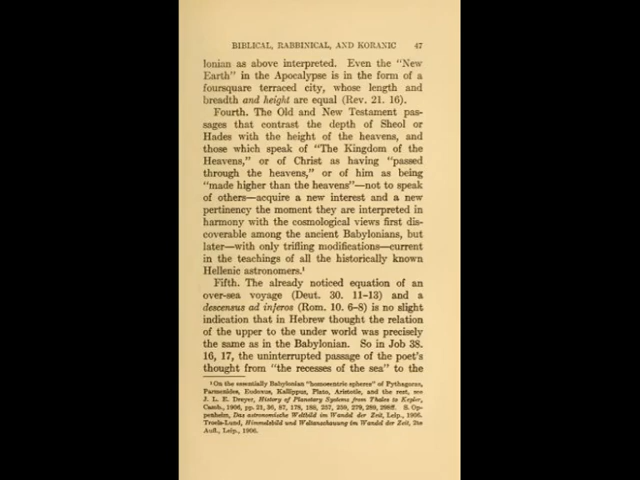 BIBLICAL, RABBINICAL, AND KORANIC 47
lonian as above interpreted. Even the “New
Earth” in the Apocalypse is in the form of a
foursquare terraced city, whose length and
breadth and height are equal (Rev. 21. 16).
Fourth. The Old and New Testament pas-
sages that contrast the depth of Sheol or
Hades with the height of the heavens, and
those which speak of “The Kingdom of the
Heavens,” or of Christ as having “passed
through the heavens,” or of him as being
“made higher than the heavens”—not to speak
of others—acquire a new interest and a new
pertinency the moment they are interpreted in
harmony with the cosmological views first dis-
coverable among the ancient Babylonians, but
later—with only trifling modifications—current
in the teachings of all the historically known
Hellenic astronomers.¹
Fifth. The already noticed equation of an
over-sea voyage (Deut. 30. 11–13) and a
descensus ad inferos (Rom. 10. 6–8) is no slight
indication that in Hebrew thought the relation
of the upper to the under world was precisely
the same as in the Babylonian. So in Job 38.
16, 17, the uninterrupted passage of the poet’s
thought from “the recesses of the sea” to the
¹ On the essentially Babylonian “homocentric spheres” of Pythagoras,
Parmenides, Eudoxus, Kallippus, Plato, Aristotle, and the rest, see
J. L. E. Dreyer, History of Planetary Systems from Thales to Kepler,
Camb., 1906, pp. 21, 36, 87, 178, 188, 257, 259, 279, 289, 298ff. S. Op-
penheim, Das astronomische Weltbild im Wandel der Zeit, Leip., 1906.
Troels-Lund, Himmelsbild und Weltanschauung im Wandel der Zeit, 2te
Aufl., Leip., 1906.